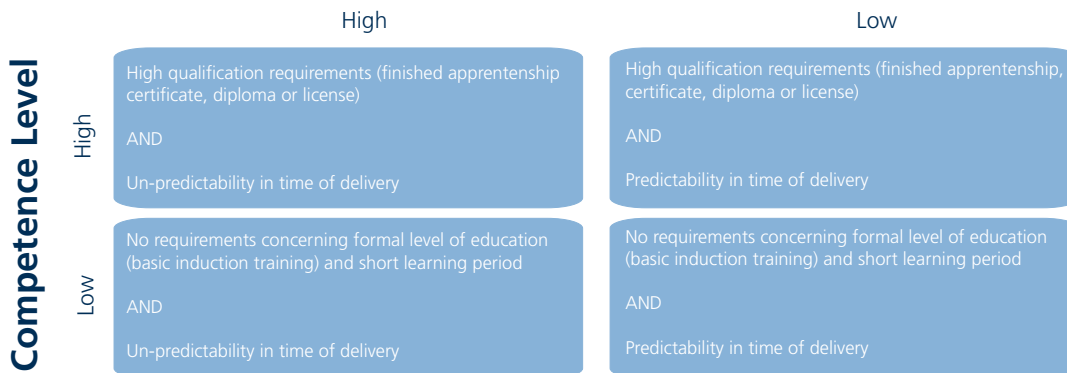 High
Low
Competence Level
High
High qualification requirements (finished apprentenship
certificate, diploma or license)
AND
Un-predictability in time of delivery
High qualification requirements (finished apprentenship,
certificate, diploma or license)
AND
Predictability in time of delivery
Low
No requirements concerning formal level of education
(basic induction training) and short learning period
AND
Un-predictability in time of delivery
No requirements concerning formal level of education
(basic induction training) and short learning period
AND
Predictability in time of delivery